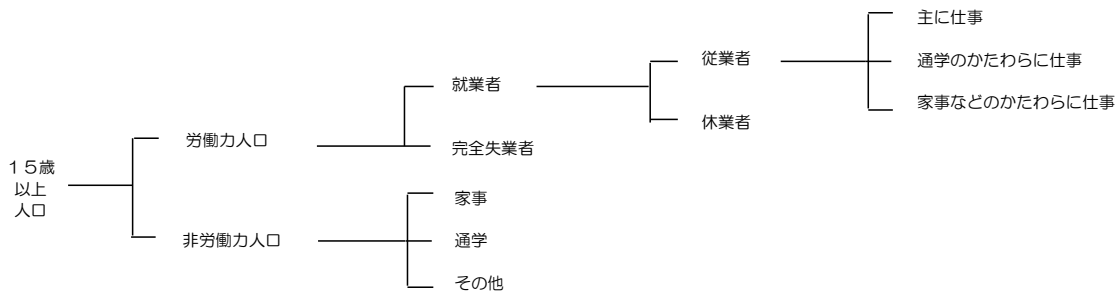 １５歳
以上
人口
労働力人口
非労働力人口
就業者
完全失業者
家事
通学
その他
従業者
休業者
主に仕事
通学のかたわらに仕事
家事などのかたわらに仕事